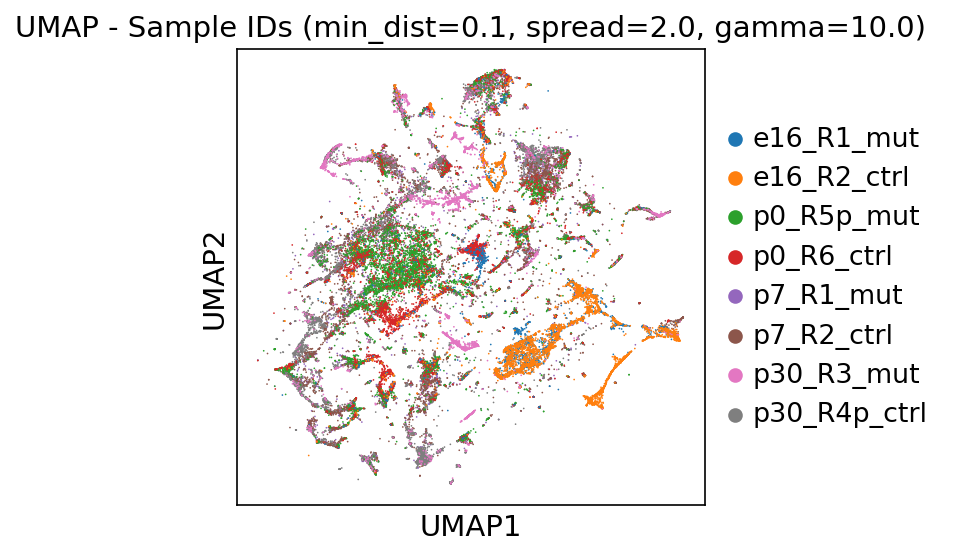 UMAP - Sample IDs (min_dist=0.1, spread=2.0, gamma=10.0)
UMAP2
UMAP1
e16_R1_mut
e16_R2_ctrl
p0_R5p_mut
p0_R6_ctrl
p7_R1_mut
p7_R2_ctrl
p30_R3_mut
p30_R4p_ctrl